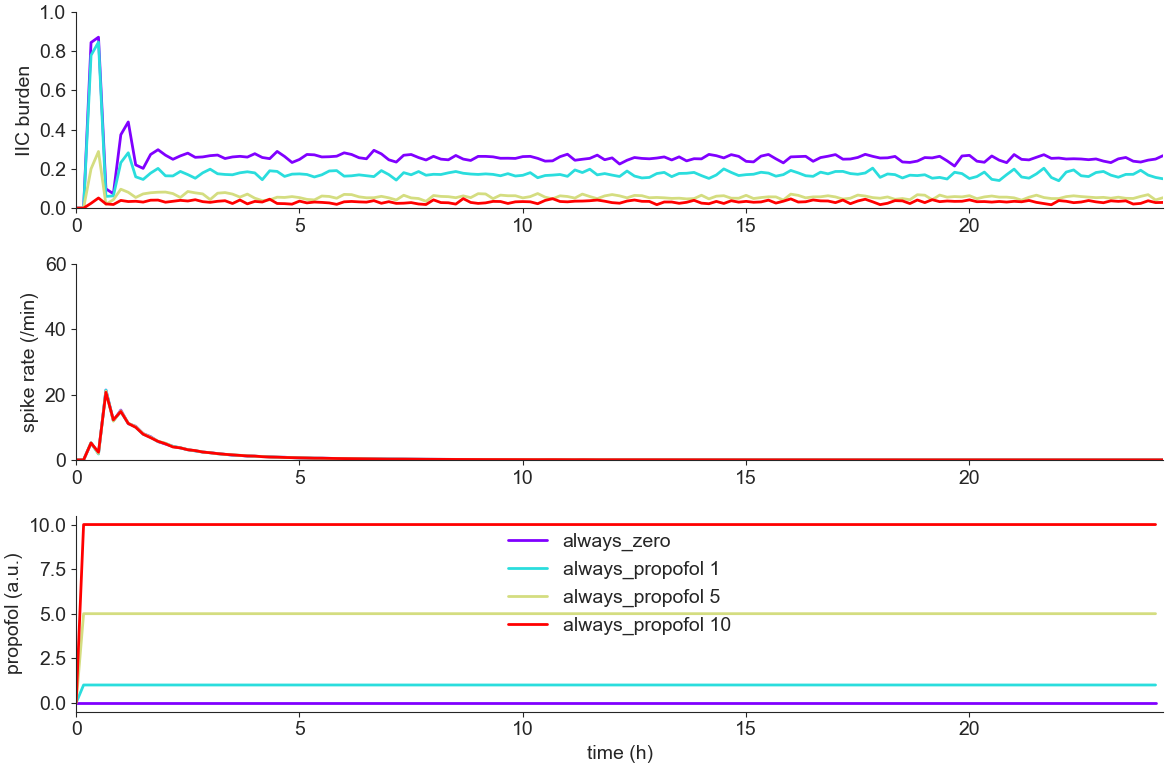 1.0
0.8
0.6
0.4
0.2
0.0
IIC burden
0 5 10 15 20
60
40
20
0
spike rate (/min)
0 5 10 15 20
10.0
7.5
5.0
2.5
0.0
propofol (a.u.)
always_zero
always_propofol 1
always_propofol 5
always_propofol 10
0 5 10 15 20
time (h)